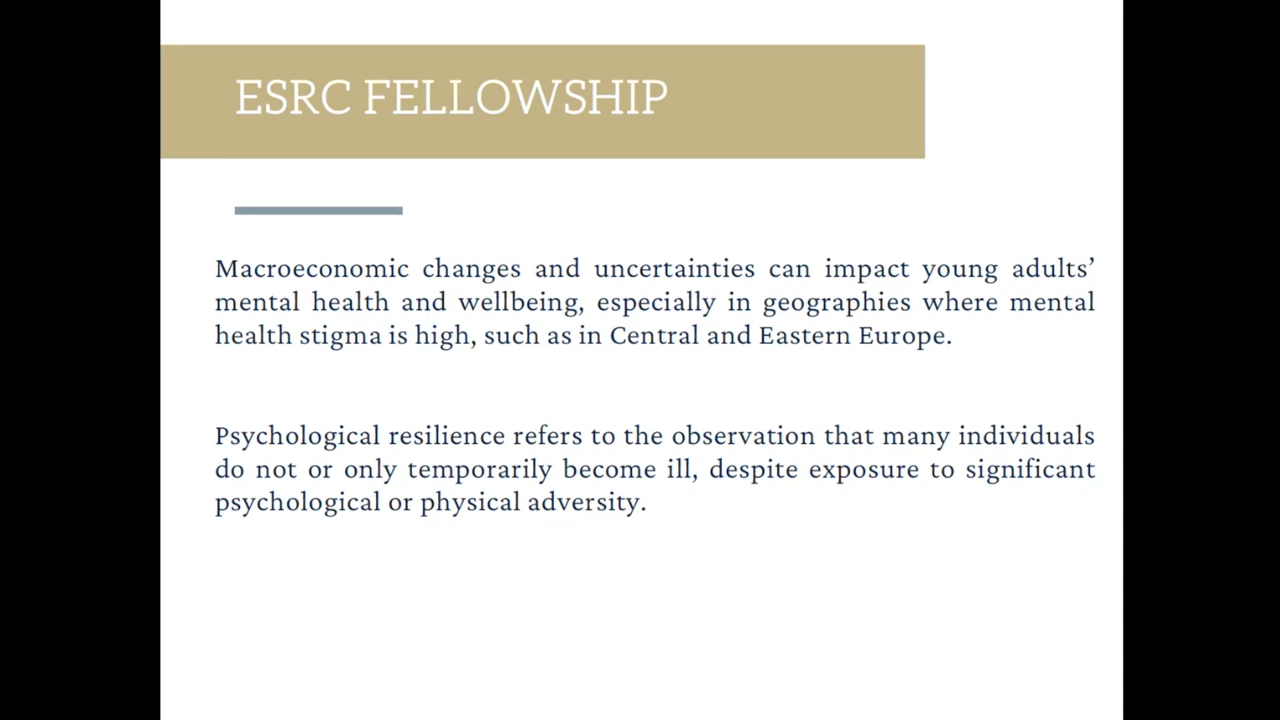 ESRC FELLOWSHIP
Macroeconomic changes and uncertainties can impact young adults’
mental health and wellbeing, especially in geographies where mental
health stigma is high, such as in Central and Eastern Europe.
Psychological resilience refers to the observation that many individuals
do not or only temporarily become ill, despite exposure to significant
psychological or physical adversity.